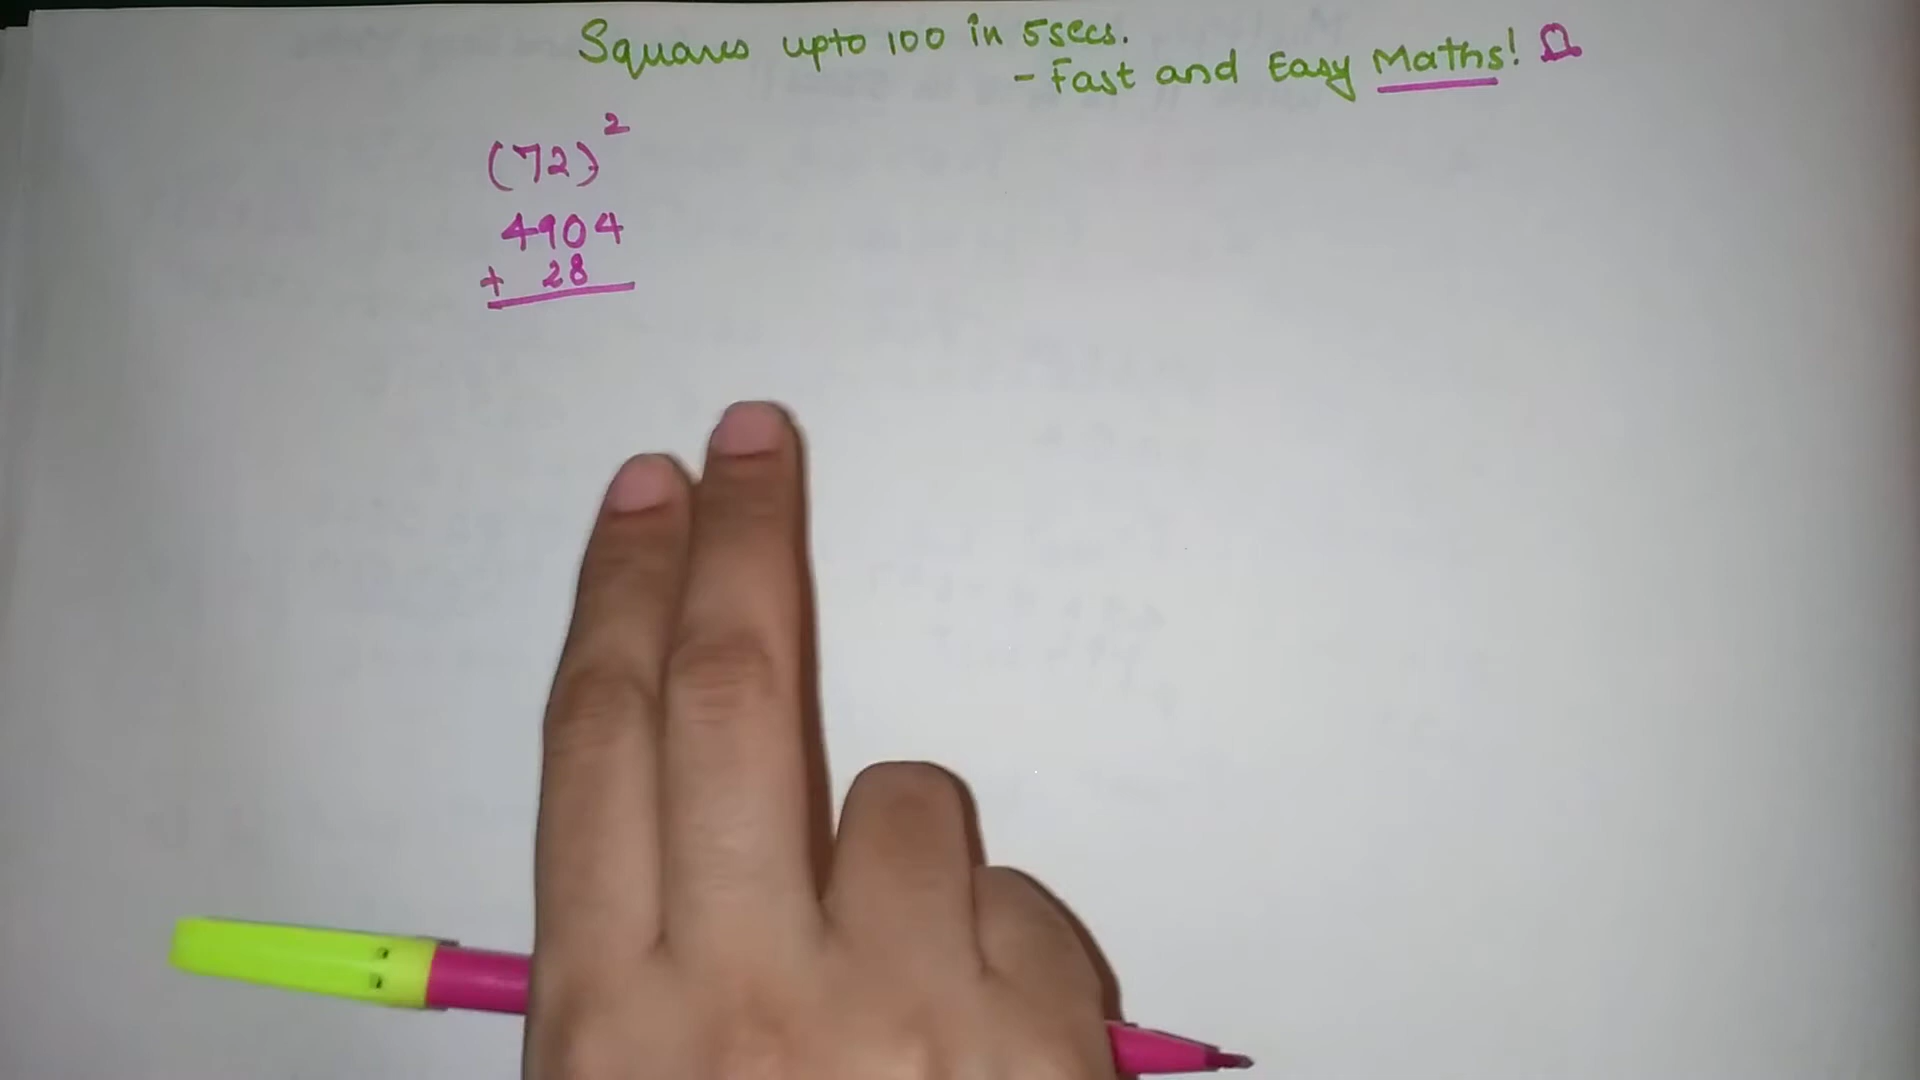 Squares upto 100 in 5secs.
- Fast and Easy Maths!
(72)²
4904
+ 28